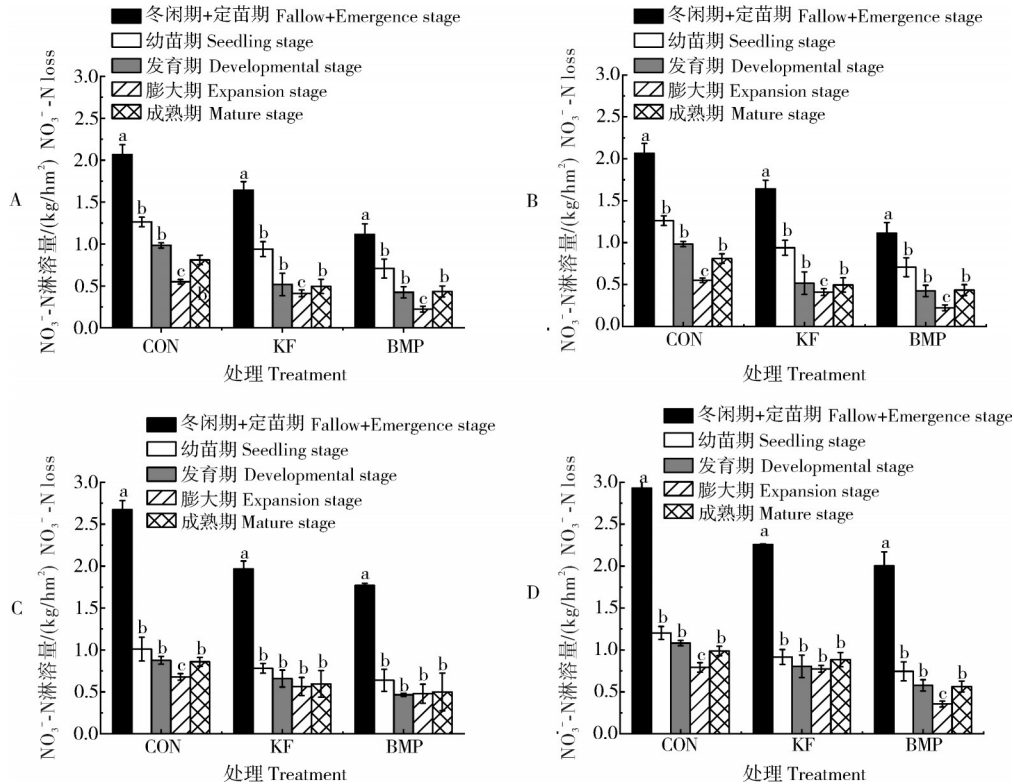 A
冬闲期+定苗期 Fallow+Emergence stage
幼苗期 Seedling stage
发育期 Developmental stage
膨大期 Expansion stage
成熟期 Mature stage
NO₃⁻-N淋溶量/(kg/hm²) NO₃⁻-N loss
3.0
2.5
2.0
1.5
1.0
0.5
0.0
a b b c b
a b b c b
a b b c b
CON KF BMP
处理 Treatment
B
冬闲期+定苗期 Fallow+Emergence stage
幼苗期 Seedling stage
发育期 Developmental stage
膨大期 Expansion stage
成熟期 Mature stage
NO₃⁻-N淋溶量/(kg/hm²) NO₃⁻-N loss
3.0
2.5
2.0
1.5
1.0
0.5
0.0
a b b c b
a b b c b
a b b c b
CON KF BMP
处理 Treatment
C
冬闲期+定苗期 Fallow+Emergence stage
幼苗期 Seedling stage
发育期 Developmental stage
膨大期 Expansion stage
成熟期 Mature stage
NO₃⁻-N淋溶量/(kg/hm²) NO₃⁻-N loss
3.0
2.5
2.0
1.5
1.0
0.5
0.0
a b b c b
a b b b b
a b b b b
CON KF BMP
处理 Treatment
D
冬闲期+定苗期 Fallow+Emergence stage
幼苗期 Seedling stage
发育期 Developmental stage
膨大期 Expansion stage
成熟期 Mature stage
NO₃⁻-N淋溶量/(kg/hm²) NO₃⁻-N loss
3.0
2.5
2.0
1.5
1.0
0.5
0.0
a b b c b
a b b b b
a b b c b
CON KF BMP
处理 Treatment